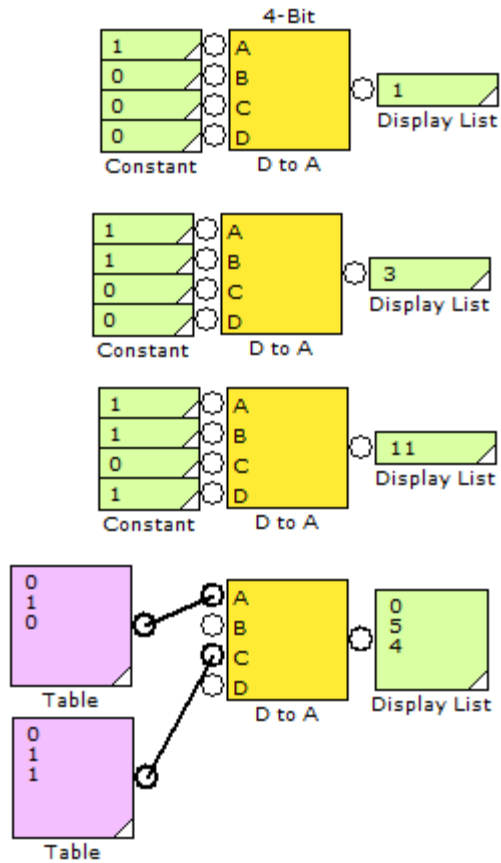 4-Bit
1 A
0 B 1
0 C Display List
0 D
Constant D to A
1 A
1 B 3
0 C Display List
0 D
Constant D to A
1 A
1 B 11
0 C Display List
1 D
Constant D to A
0 A 0
1 B 5
0 C 4
D
Table D to A Display List
0
1
1
Table